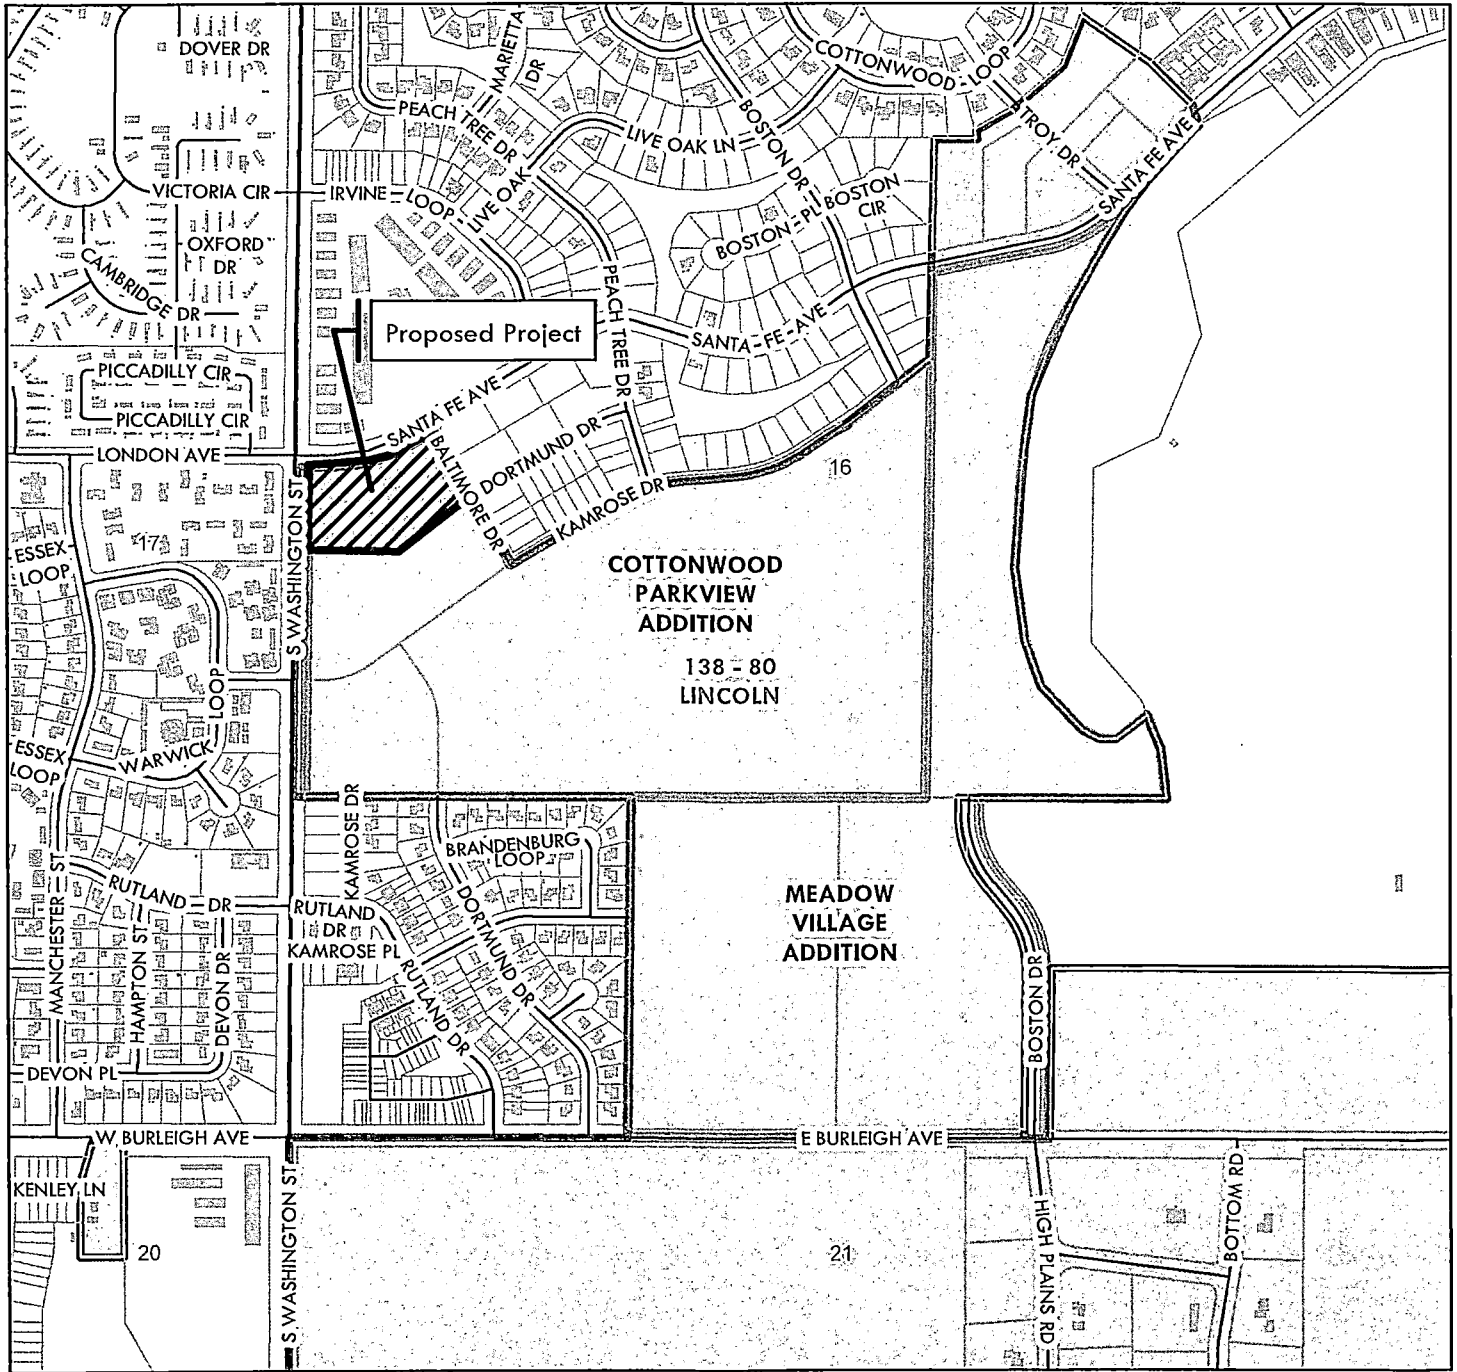 DOVER DR
MARIETTA
DR
COTTONWOOD LOOP
PEACH TREE DR
BOSTON DR
TROY DR
LIVE OAK LN
SANTA FE AVE
VICTORIA CIR
IRVINE LOOP
LIVE OAK
BOSTON PL
BOSTON
CIR
OXFORD
DR
CAMBRIDGE DR
PEACH TREE DR
Proposed Project
SANTA FE AVE
PICCADILLY CIR
PICCADILLY CIR
SANTA FE AVE
LONDON AVE
BALTIMORE DR
DORTMUND DR
KAMROSE DR
16
S WASHINGTON ST
17
ESSEX
LOOP
COTTONWOOD
PARKVIEW
ADDITION
138 - 80
LINCOLN
LOOP
WARWICK
ESSEX
LOOP
KAMROSE DR
BRANDENBURG
LOOP
MANCHESTER ST
RUTLAND DR
RUTLAND
DR
KAMROSE PL
DORTMUND DR
MEADOW
VILLAGE
ADDITION
HAMPTON ST
DEVON DR
RUTLAND DR
BOSTON DR
DEVON PL
W BURLEIGH AVE
E BURLEIGH AVE
KENLEY LN
S WASHINGTON ST
20
21
HIGH PLAINS RD
BOTTOM RD